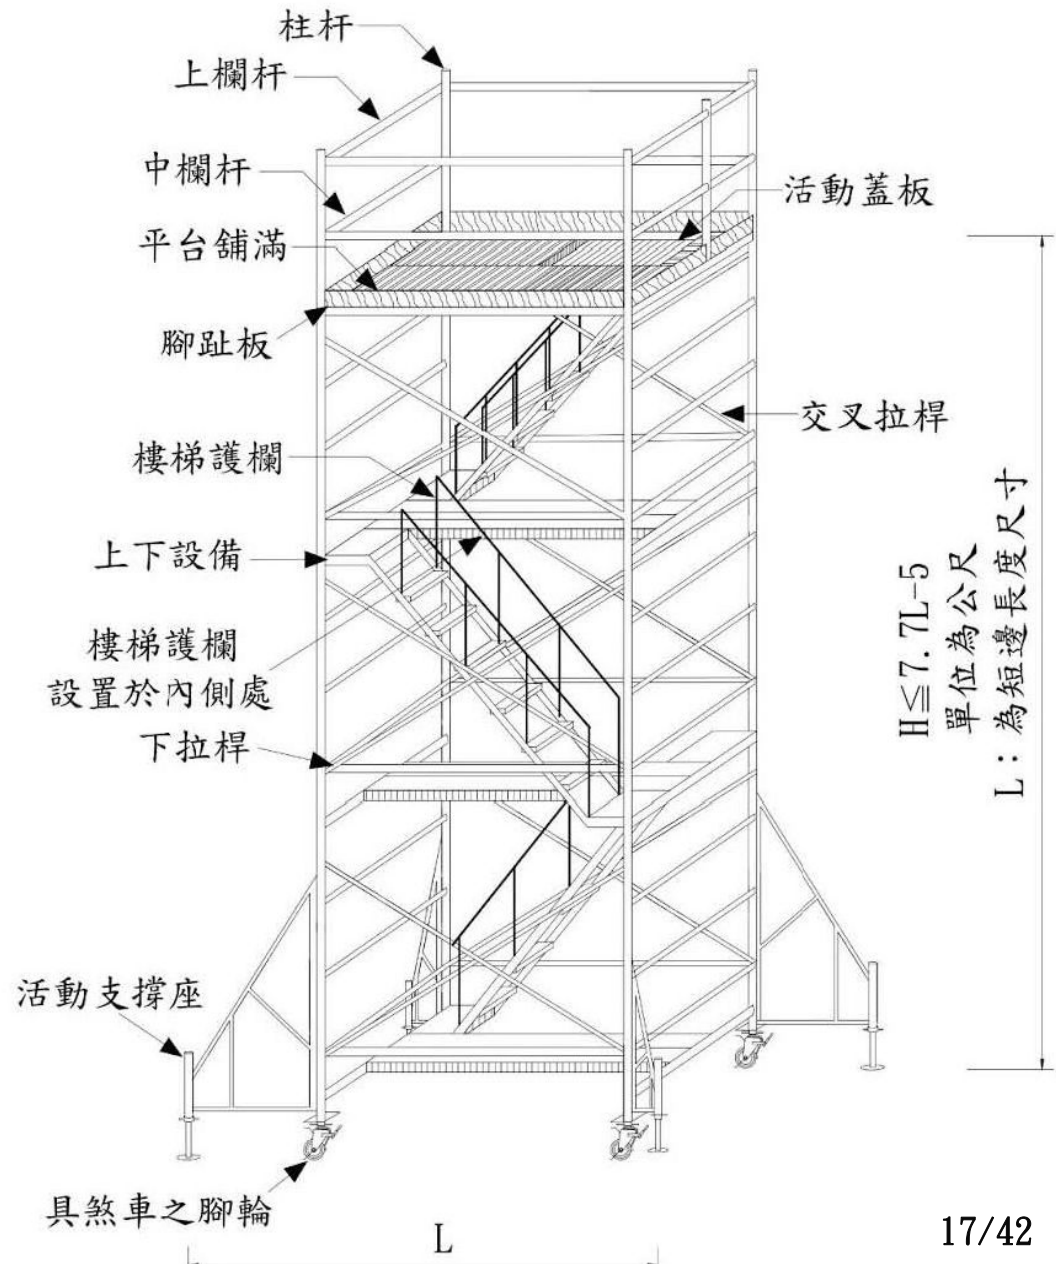 柱杆
上欄杆
中欄杆
活動蓋板
平台舖滿
腳趾板
交叉拉桿
樓梯護欄
上下設備
樓梯護欄
設置於內側處
下拉桿
H≦7.7L-5
單位為公尺
L：為短邊長度尺寸
活動支撐座
具煞車之腳輪
L
17/42